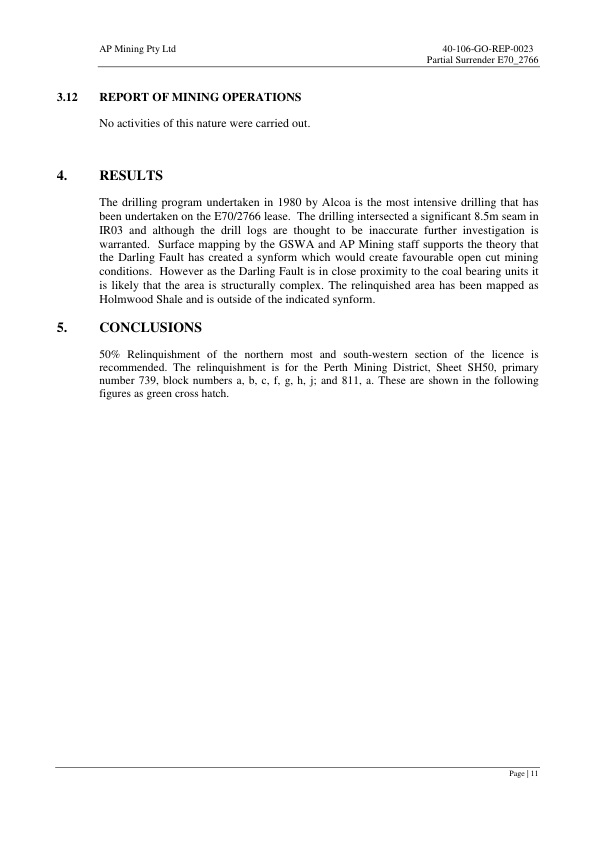 AP Mining Pty Ltd 40-106-GO-REP-0023
Partial Surrender E70_2766
3.12 REPORT OF MINING OPERATIONS
No activities of this nature were carried out.
4. RESULTS
The drilling program undertaken in 1980 by Alcoa is the most intensive drilling that has
been undertaken on the E70/2766 lease.  The drilling intersected a significant 8.5m seam in
IR03 and although the drill logs are thought to be inaccurate further investigation is
warranted.  Surface mapping by the GSWA and AP Mining staff supports the theory that
the Darling Fault has created a synform which would create favourable open cut mining
conditions.  However as the Darling Fault is in close proximity to the coal bearing units it
is likely that the area is structurally complex. The relinquished area has been mapped as
Holmwood Shale and is outside of the indicated synform.
5. CONCLUSIONS
50% Relinquishment of the northern most and south-western section of the licence is
recommended. The relinquishment is for the Perth Mining District, Sheet SH50, primary
number 739, block numbers a, b, c, f, g, h, j; and 811, a. These are shown in the following
figures as green cross hatch.
Page | 11